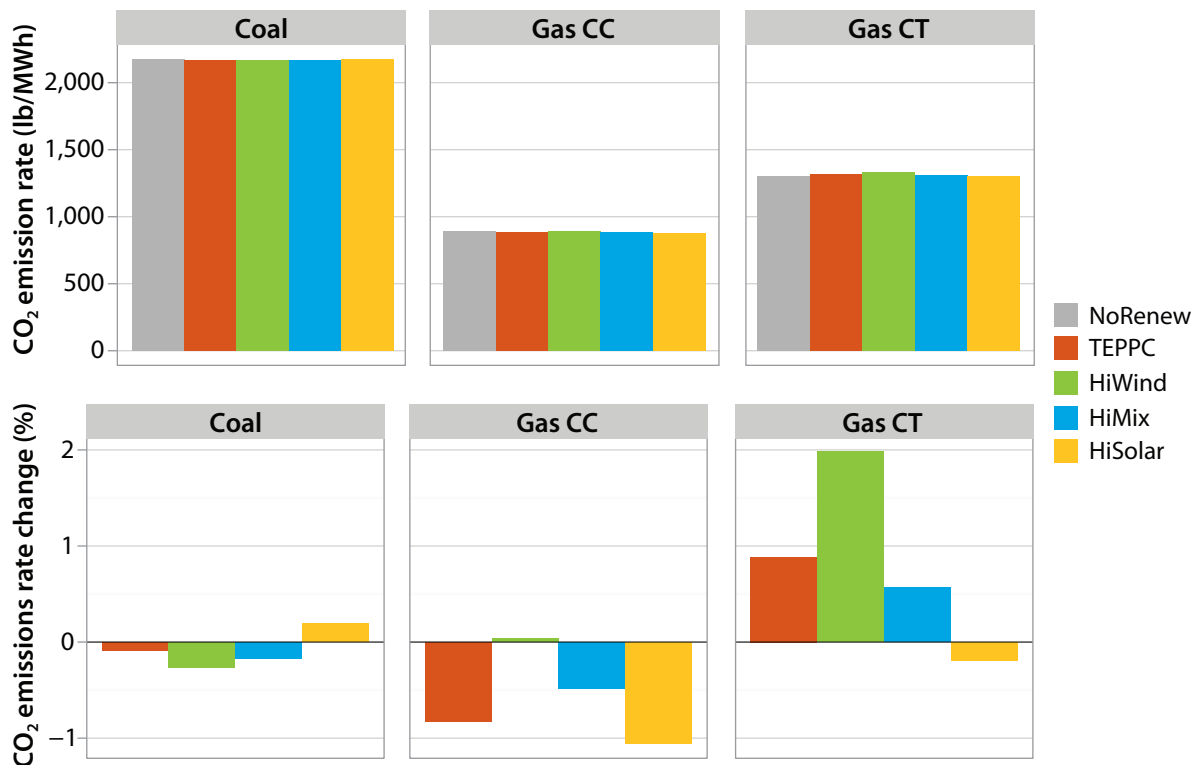 CO₂ emission rate (lb/MWh)
Coal
Gas CC
Gas CT
2,000
1,500
1,000
500
0
NoRenew
TEPPC
HiWind
HiMix
HiSolar
CO₂ emissions rate change (%)
Coal
Gas CC
Gas CT
2
1
0
−1